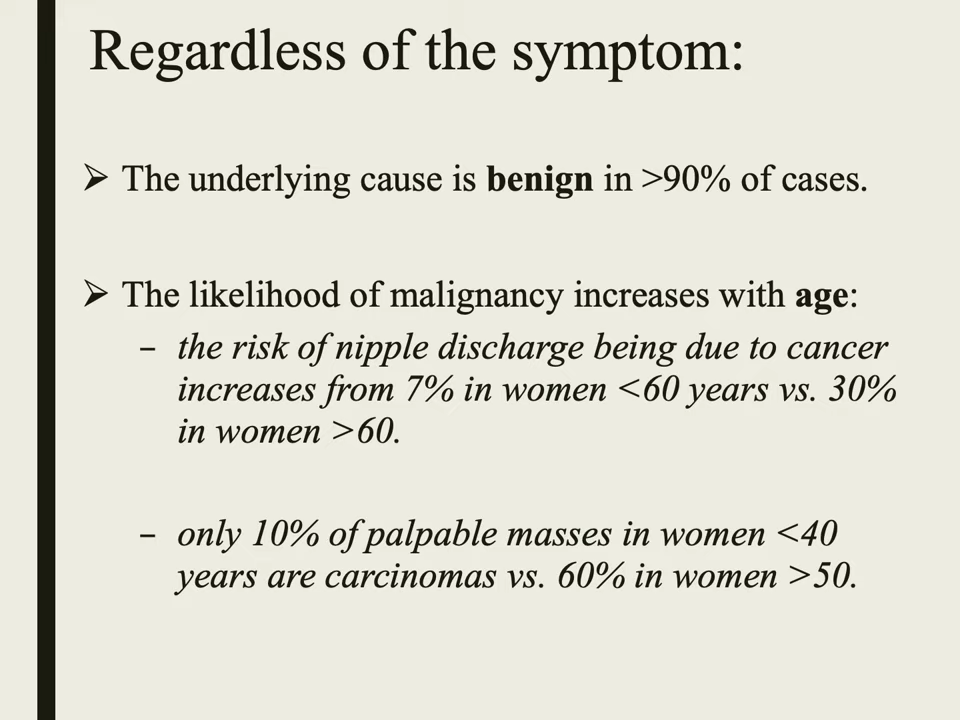 Regardless of the symptom:
➢ The underlying cause is benign in >90% of cases.
➢ The likelihood of malignancy increases with age:
– the risk of nipple discharge being due to cancer
increases from 7% in women <60 years vs. 30%
in women >60.
– only 10% of palpable masses in women <40
years are carcinomas vs. 60% in women >50.